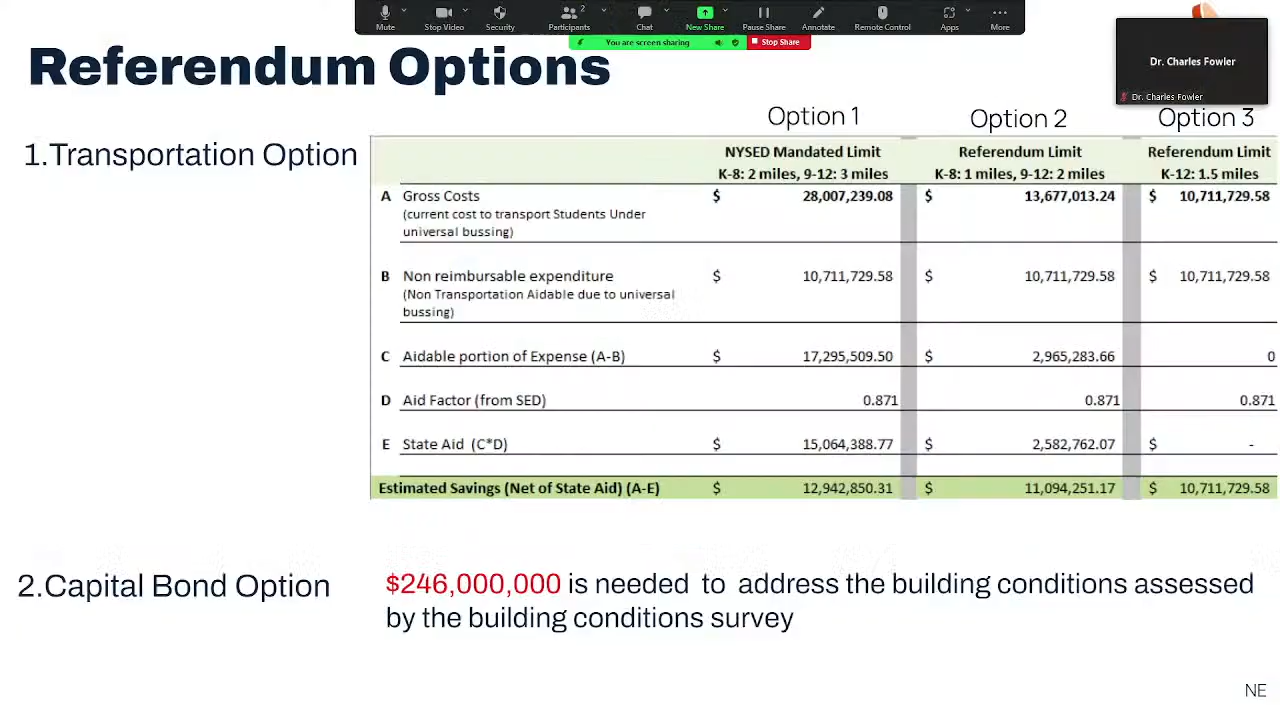 Mute
Stop Video
Security
Participants
2
Chat
New Share
Pause Share
Annotate
Remote Control
Apps
More
You are screen sharing
Stop Share
Dr. Charles Fowler
Dr. Charles Fowler
Referendum Options
Option 1 Option 2 Option 3
1.Transportation Option
NYSED Mandated Limit Referendum Limit Referendum Limit
K-8: 2 miles, 9-12: 3 miles K-8: 1 miles, 9-12: 2 miles K-12: 1.5 miles
A Gross Costs $ 28,007,239.08 $ 13,677,013.24 $ 10,711,729.58
(current cost to transport Students Under
universal bussing)
B Non reimbursable expenditure $ 10,711,729.58 10,711,729.58 $ 10,711,729.58
(Non Transportation Aidable due to universal
bussing)
C Aidable portion of Expense (A-B) $ 17,295,509.50 $ 2,965,283.66 0
D Aid Factor (from SED) 0.871 0.871 0.871
E State Aid (C*D) $ 15,064,388.77 $ 2,582,762.07 $ -
Estimated Savings (Net of State Aid) (A-E) $ 12,942,850.31 $ 11,094,251.17 $ 10,711,729.58
2.Capital Bond Option
$246,000,000 is needed to address the building conditions assessed
by the building conditions survey
NE